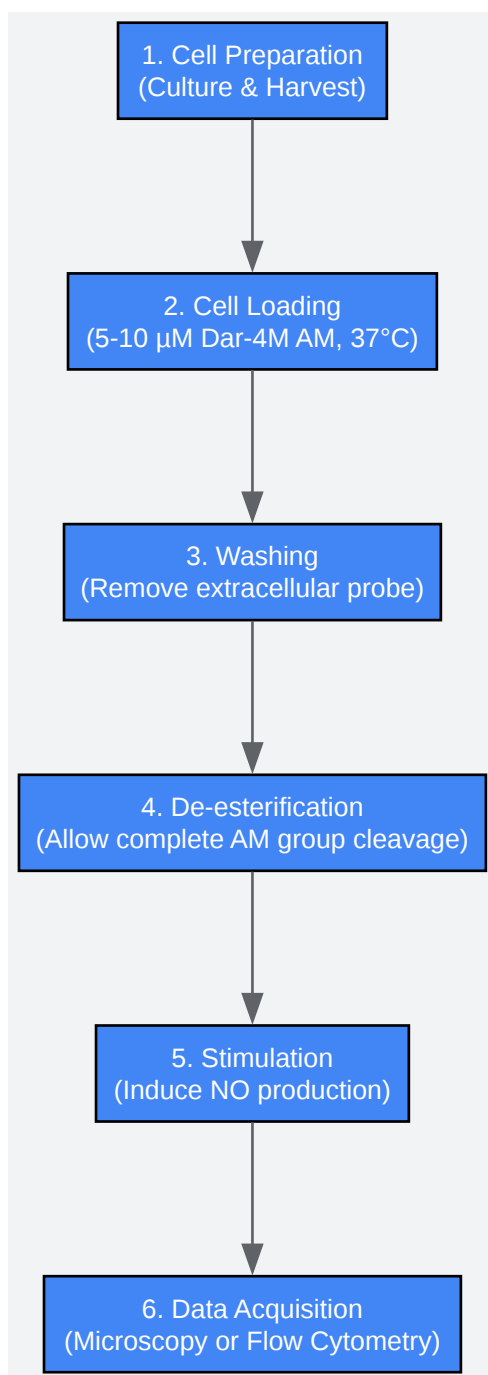 1. Cell Preparation
(Culture & Harvest)
2. Cell Loading
(5-10 µM Dar-4M AM, 37°C)
3. Washing
(Remove extracellular probe)
4. De-esterification
(Allow complete AM group cleavage)
5. Stimulation
(Induce NO production)
6. Data Acquisition
(Microscopy or Flow Cytometry)